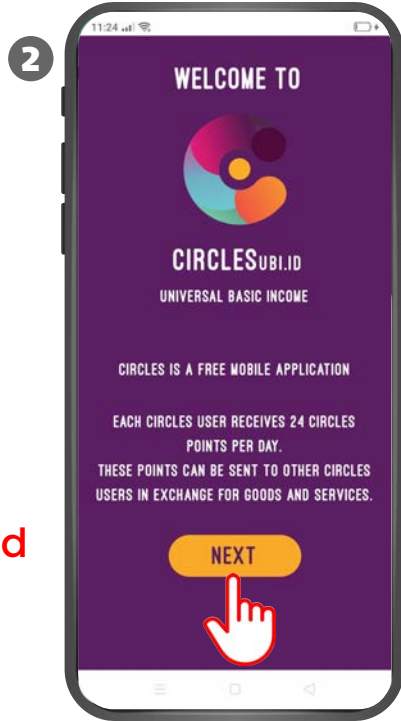 2
11:24
WELCOME TO
CIRCLESUBI.ID
UNIVERSAL BASIC INCOME
CIRCLES IS A FREE MOBILE APPLICATION
EACH CIRCLES USER RECEIVES 24 CIRCLES
POINTS PER DAY.
THESE POINTS CAN BE SENT TO OTHER CIRCLES
USERS IN EXCHANGE FOR GOODS AND SERVICES.
d
NEXT